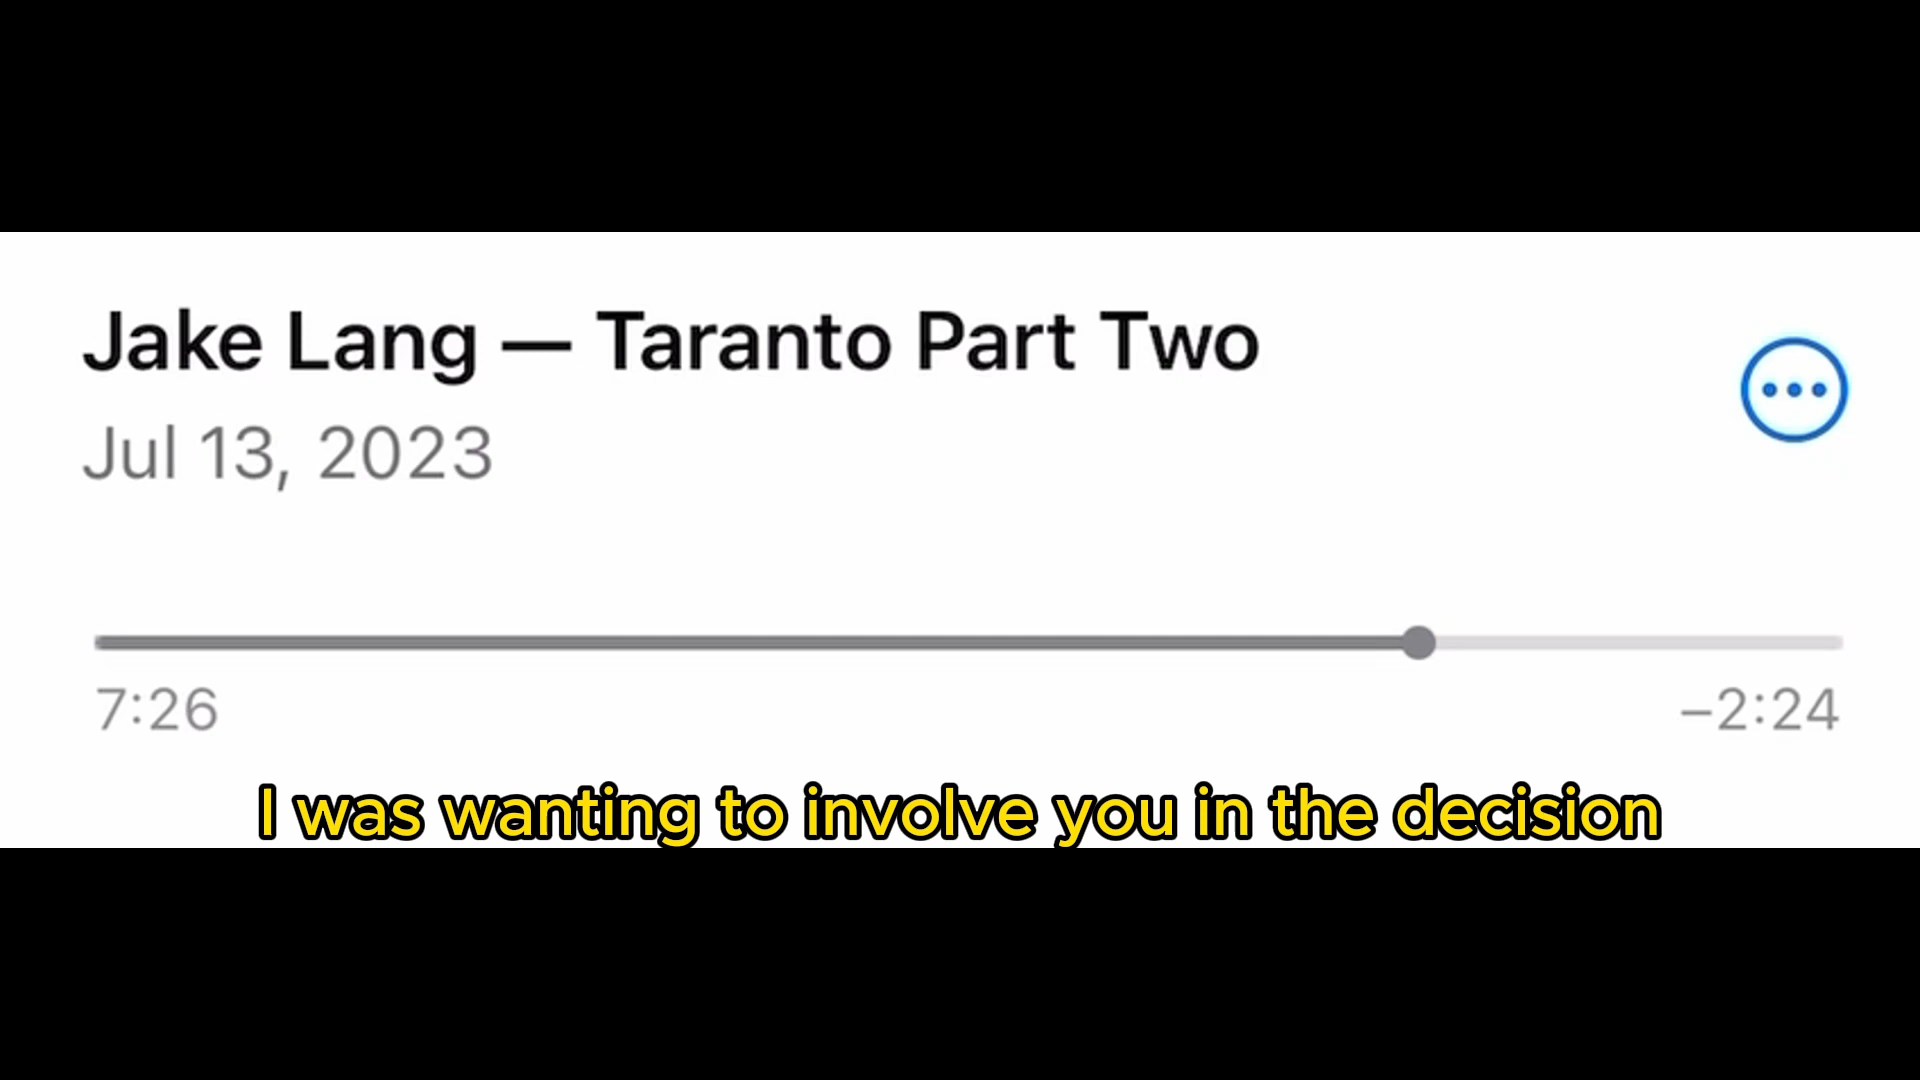 Jake Lang — Taranto Part Two
Jul 13, 2023
7:26
–2:24
I was wanting to involve you in the decision